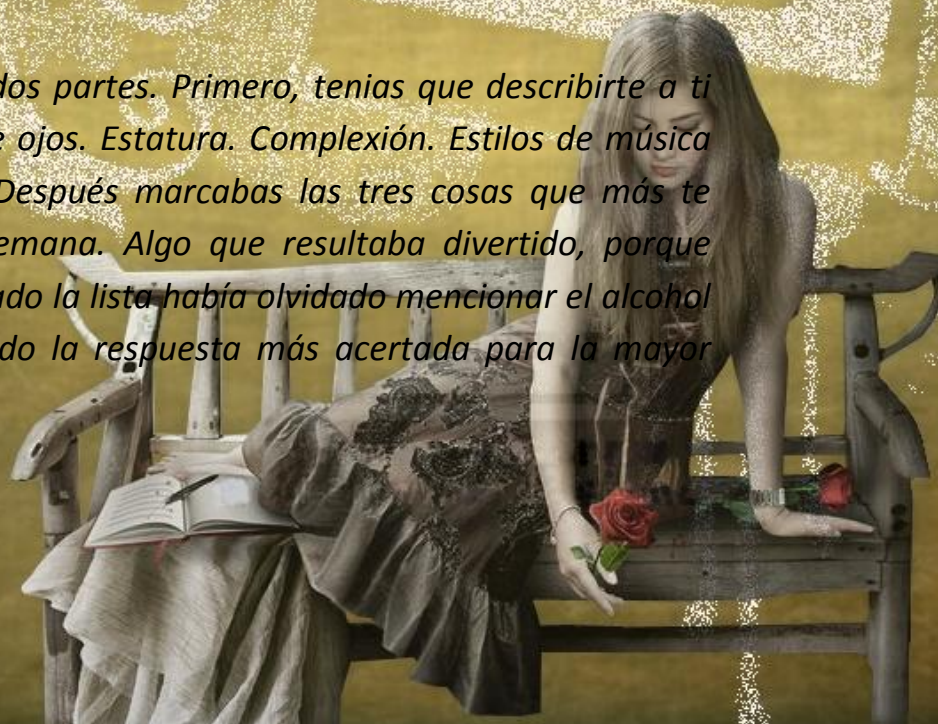 dos partes. Primero, tenias que describirte a ti
e ojos. Estatura. Complexión. Estilos de música
Después marcabas las tres cosas que más te
emana. Algo que resultaba divertido, porque
ado la lista había olvidado mencionar el alcohol
do la respuesta más acertada para la mayor